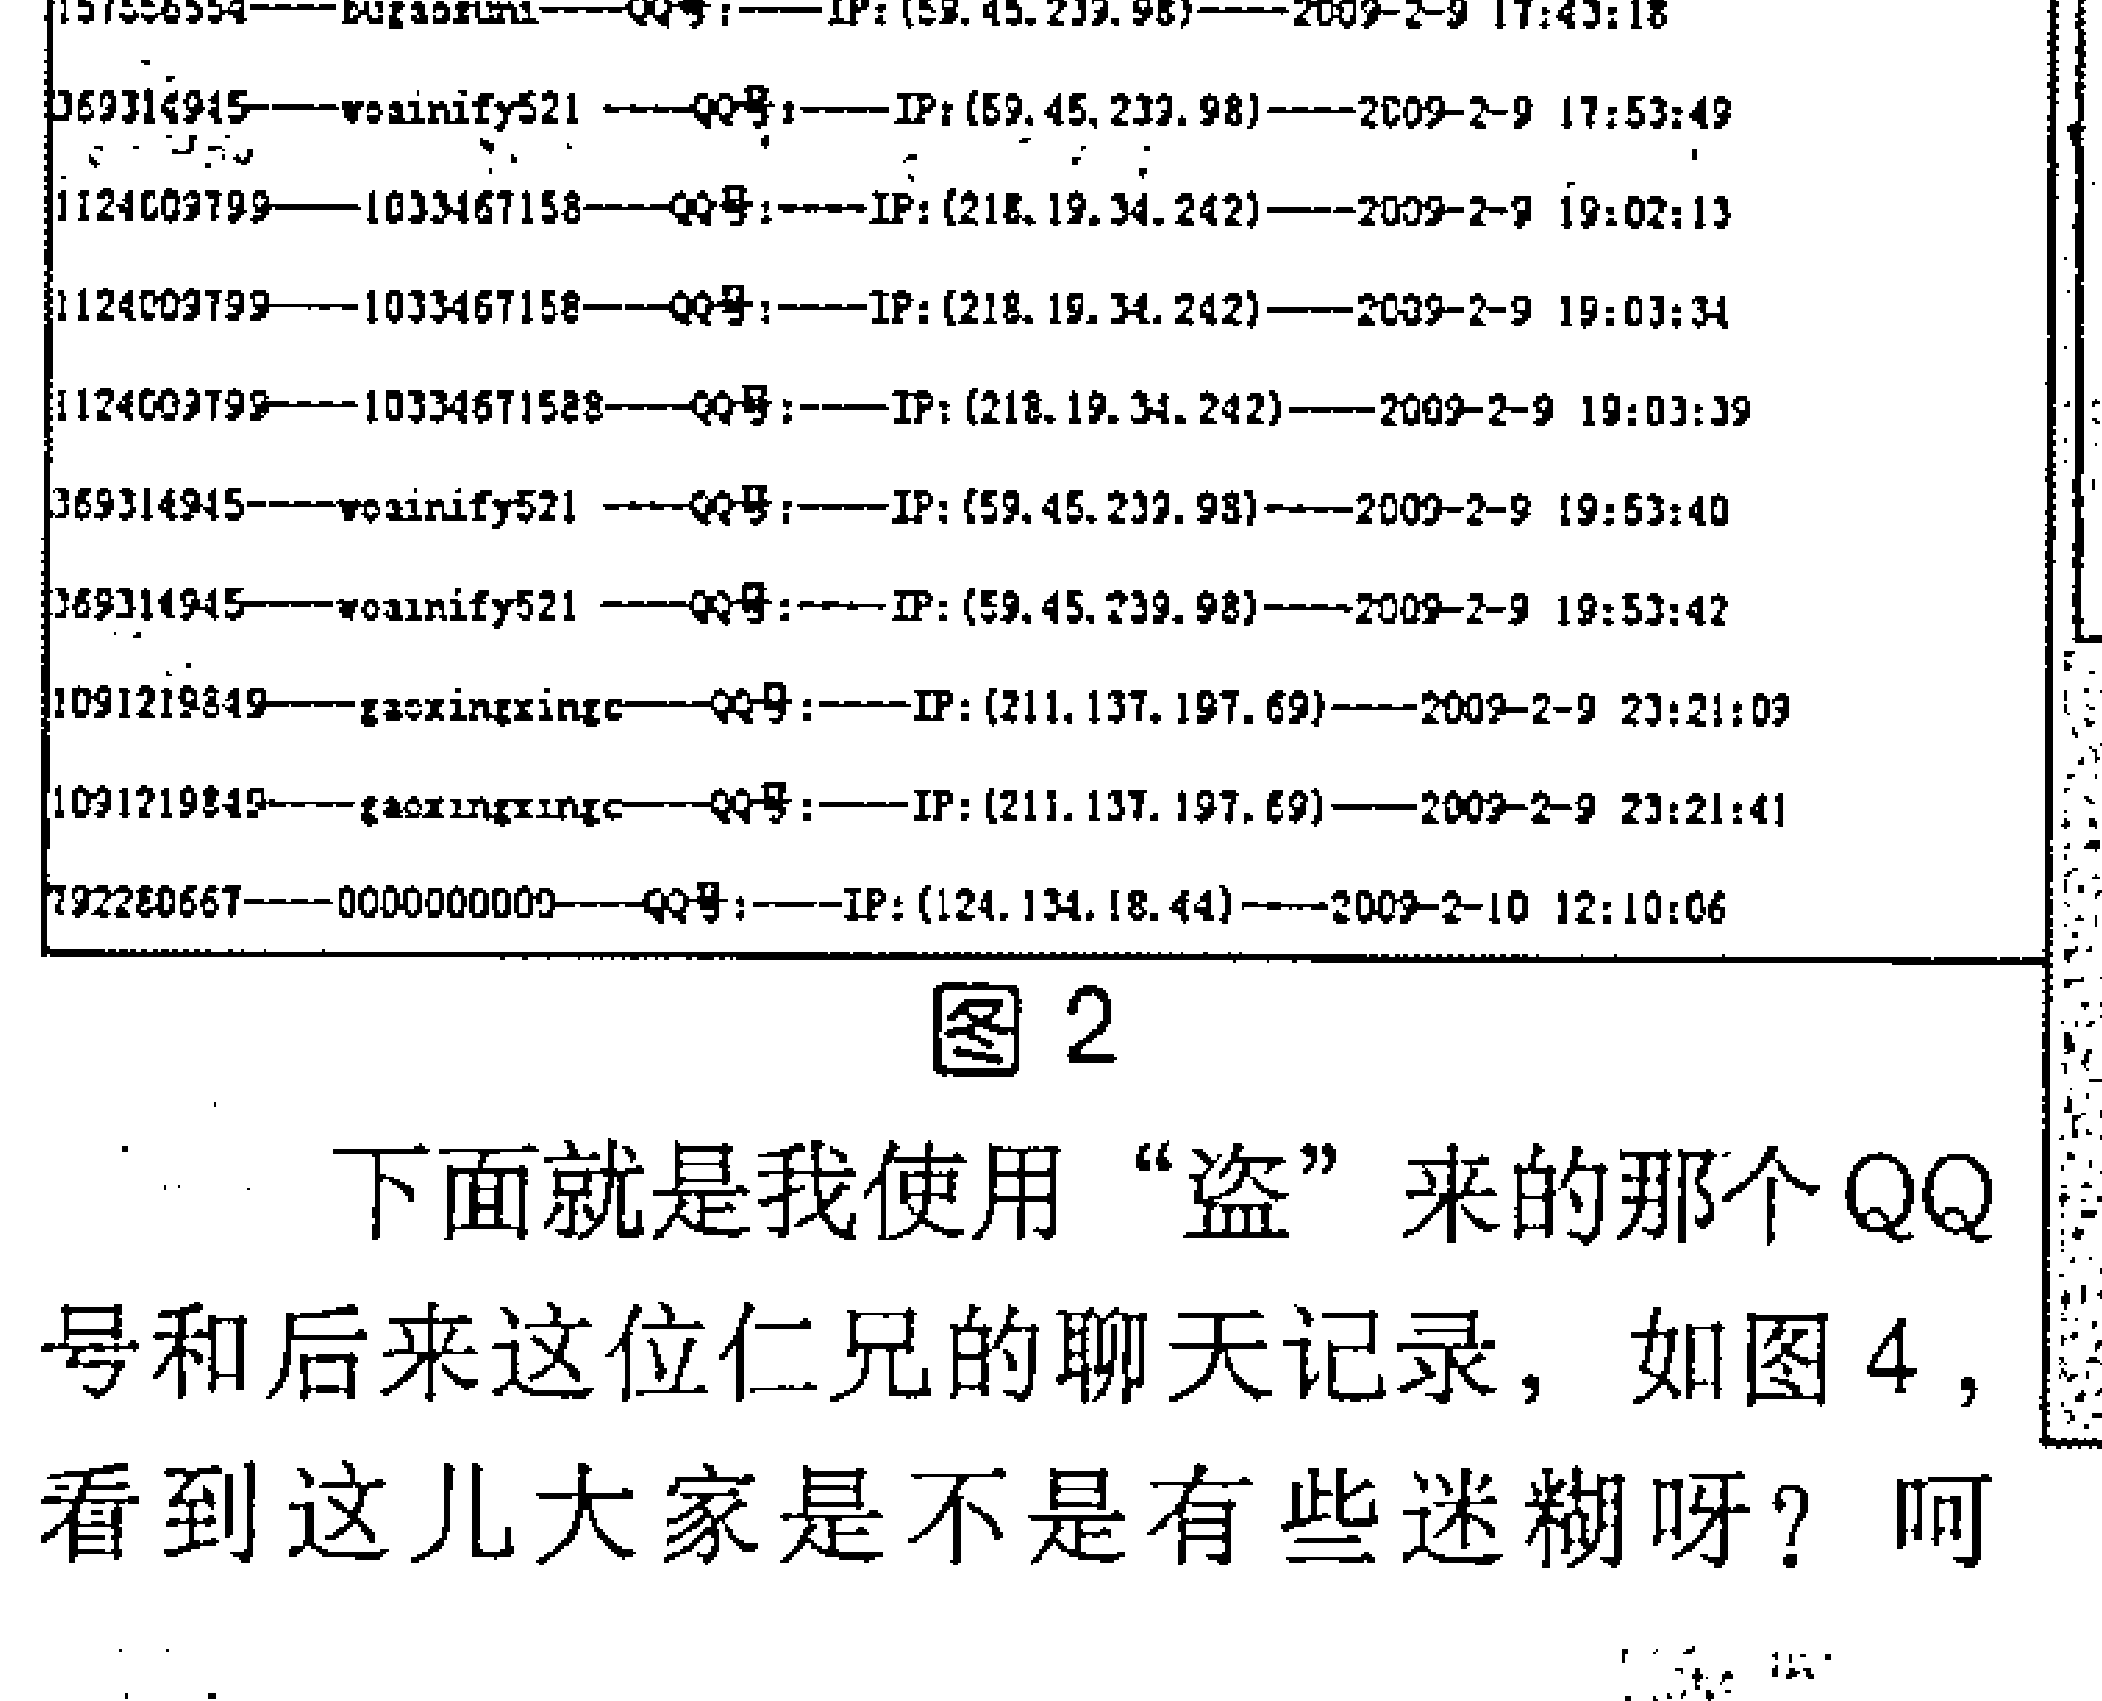 369314945----woainify521 ----QQ号:----IP:(59.45.239.98)----2009-2-9 17:53:49
1124009799----1033467158----QQ号:----IP:(218.19.34.242)----2009-2-9 19:02:13
1124009799----1033467158----QQ号:----IP:(218.19.34.242)----2009-2-9 19:03:34
1124009799----10334671588----QQ号:----IP:(218.19.34.242)----2009-2-9 19:03:39
369314945----woainify521 ----QQ号:----IP:(59.45.239.98)----2009-2-9 19:53:40
369314945----woainify521 ----QQ号:----IP:(59.45.239.98)----2009-2-9 19:53:42
1091219849----gaoxingxingc----QQ号:----IP:(211.137.197.69)----2009-2-9 23:21:09
1091219849----gaoxingxingc----QQ号:----IP:(211.137.197.69)----2009-2-9 23:21:41
792280667----0000000000----QQ号:----IP:(124.134.18.44)----2009-2-10 12:10:06
图 2
下面就是我使用“盗”来的那个QQ
号和后来这位仁兄的聊天记录，如图 4，
看到这儿大家是不是有些迷糊呀？呵